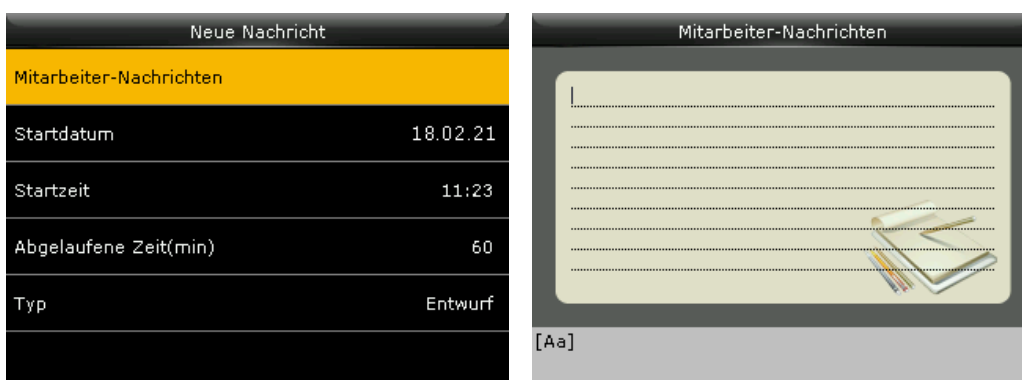 Neue Nachricht
Mitarbeiter-Nachrichten
Startdatum 18.02.21
Startzeit 11:23
Abgelaufene Zeit(min) 60
Typ Entwurf
Mitarbeiter-Nachrichten
[Aa]